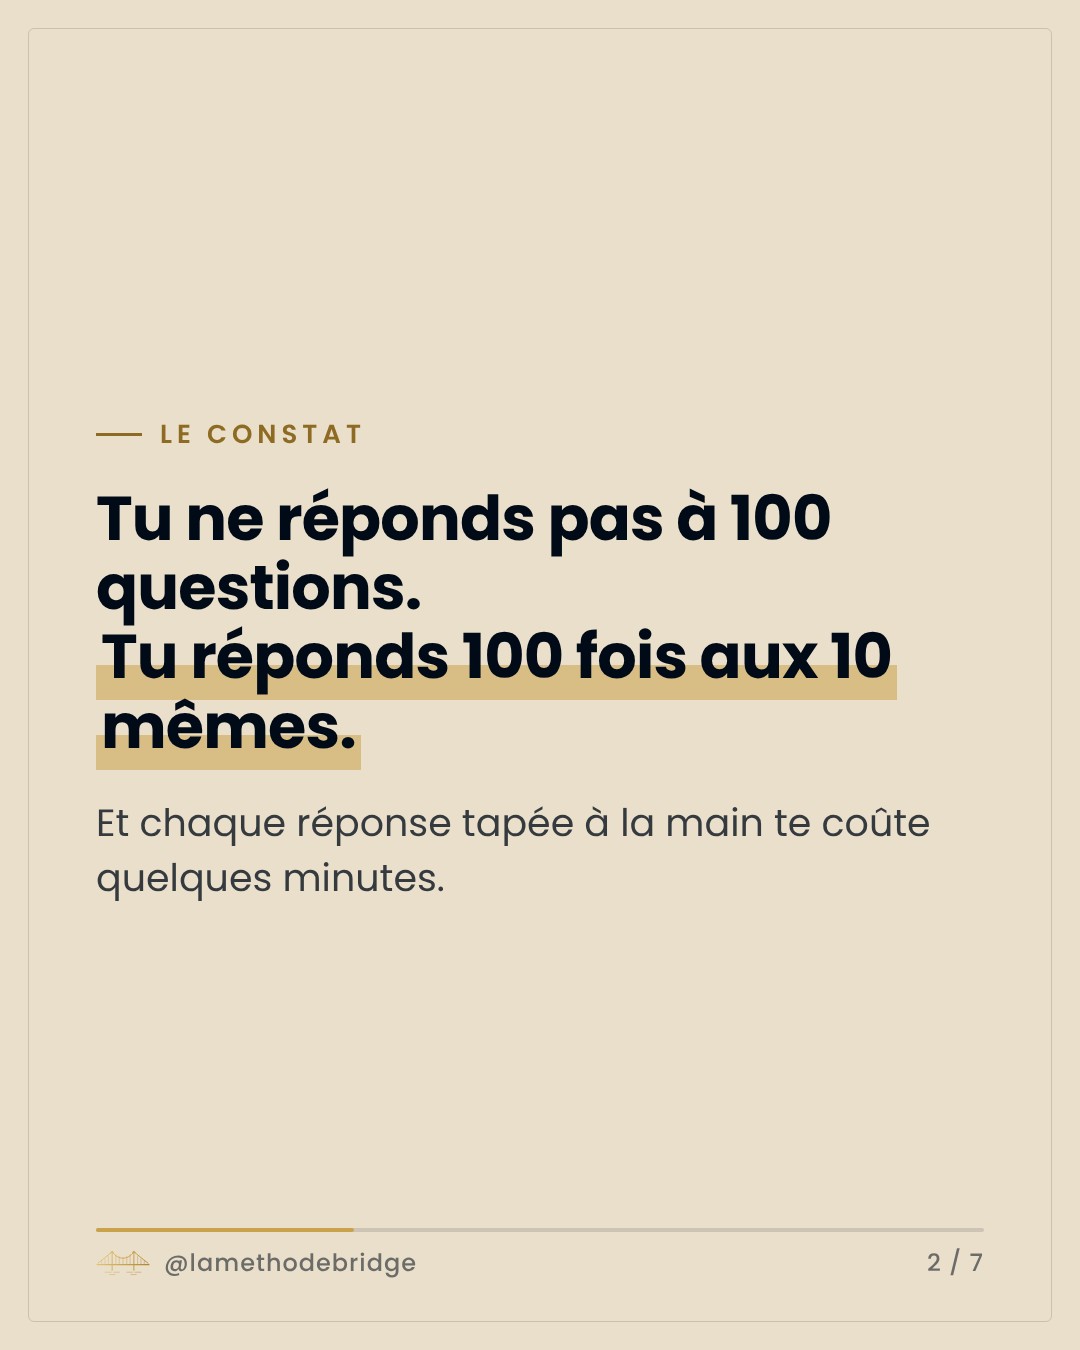 LE CONSTAT
Tu ne réponds pas à 100
questions.
Tu réponds 100 fois aux 10
mêmes.
Et chaque réponse tapée à la main te coûte
quelques minutes.
@lamethodebridge
2 / 7